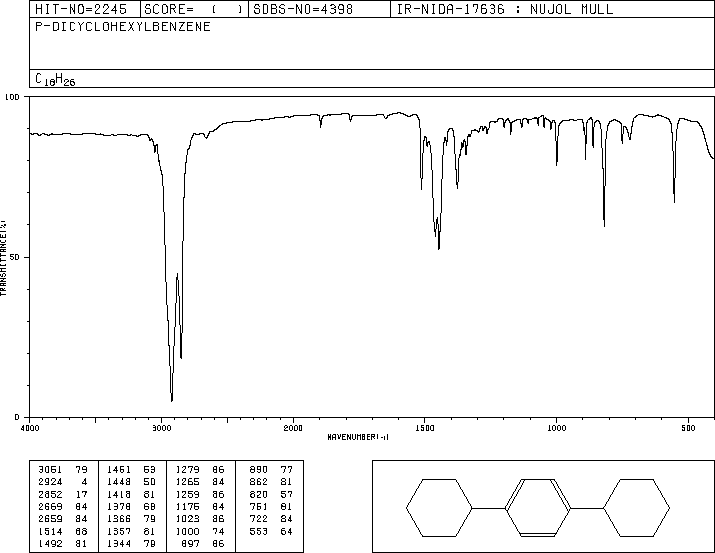 HIT-NO=2245 SCORE= ( ) SDBS-NO=4398 IR-NIDA-17636 : NUJOL MULL
P-DICYCLOHEXYLBENZENE
C18H26
100
50
0
TRANSMITTANCE(%)
4000 3000 2000 1500 1000 500
WAVENUMBER(-1)
3051 79 1461 53 1279 86 890 77
2924 4 1448 50 1265 84 862 81
2852 17 1418 81 1259 86 820 57
2669 84 1378 68 1176 84 751 81
2659 84 1366 79 1023 86 722 84
1514 68 1357 81 1000 74 553 64
1492 81 1344 79 897 86